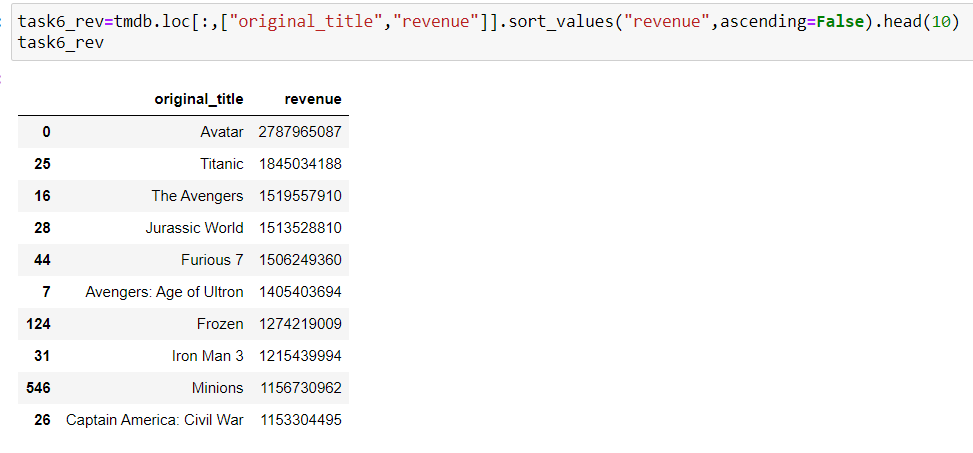 task6_rev=tmdb.loc[:,["original_title","revenue"]].sort_values("revenue",ascending=False).head(10)
task6_rev
original_title revenue
0 Avatar 2787965087
25 Titanic 1845034188
16 The Avengers 1519557910
28 Jurassic World 1513528810
44 Furious 7 1506249360
7 Avengers: Age of Ultron 1405403694
124 Frozen 1274219009
31 Iron Man 3 1215439994
546 Minions 1156730962
26 Captain America: Civil War 1153304495